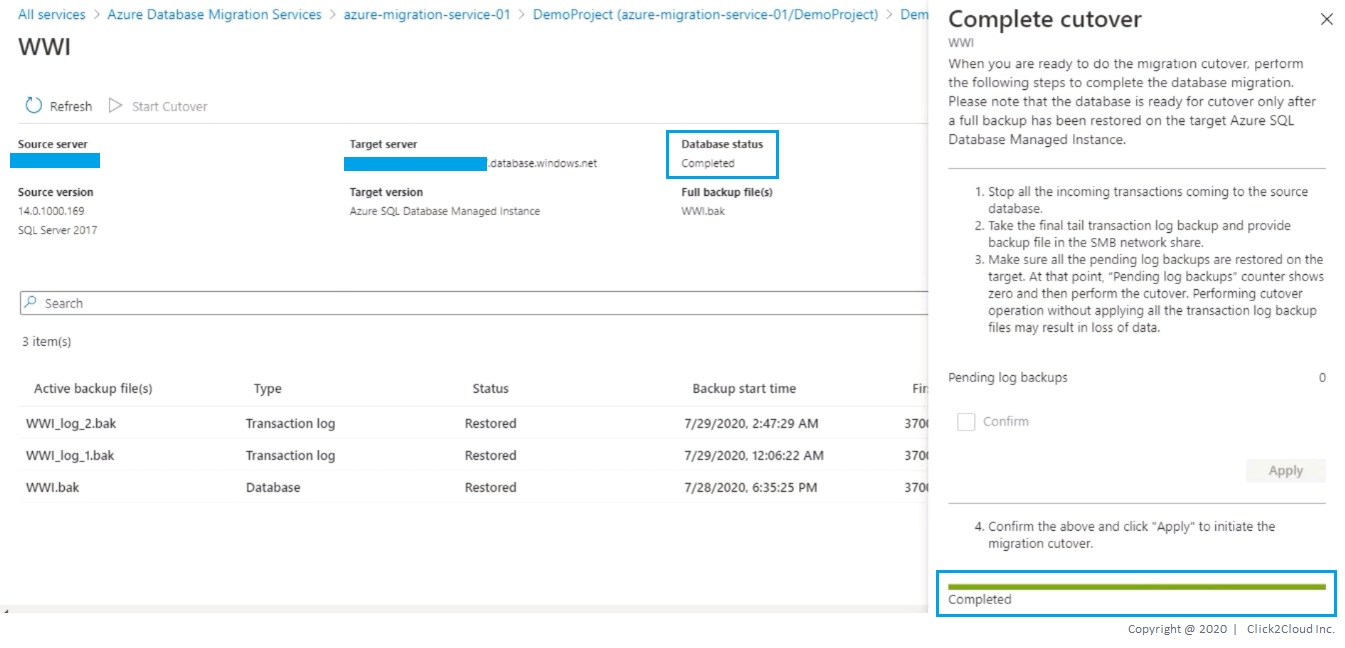 All services > Azure Database Migration Services > azure-migration-service-01 > DemoProject (azure-migration-service-01/DemoProject) > Dem
WWI
Refresh Start Cutover
Source server Target server Database status
.database.windows.net Completed
Source version Target version Full backup file(s)
14.0.1000.169 Azure SQL Database Managed Instance WWI.bak
SQL Server 2017
Search
3 item(s)
Active backup file(s) Type Status Backup start time Fir
WWI_log_2.bak Transaction log Restored 7/29/2020, 2:47:29 AM 3700
WWI_log_1.bak Transaction log Restored 7/29/2020, 12:06:22 AM 3700
WWI.bak Database Restored 7/28/2020, 6:35:25 PM 3700
Complete cutover
WWI
When you are ready to do the migration cutover, perform
the following steps to complete the database migration.
Please note that the database is ready for cutover only after
a full backup has been restored on the target Azure SQL
Database Managed Instance.
1. Stop all the incoming transactions coming to the source
database.
2. Take the final tail transaction log backup and provide
backup file in the SMB network share.
3. Make sure all the pending log backups are restored on the
target. At that point, "Pending log backups" counter shows
zero and then perform the cutover. Performing cutover
operation without applying all the transaction log backup
files may result in loss of data.
Pending log backups 0
Confirm
Apply
4. Confirm the above and click "Apply" to initiate the
migration cutover.
Completed
Copyright @ 2020 | Click2Cloud Inc.